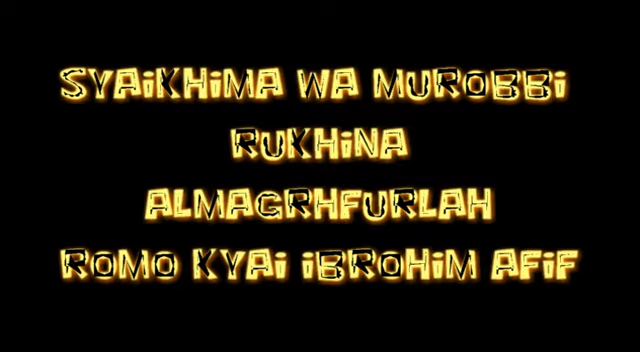 SYAiKHiMA WA MUROBBi
RUKHiNA
ALMAGRHFURLAH
ROMO KYAi iBROHiM AFiF